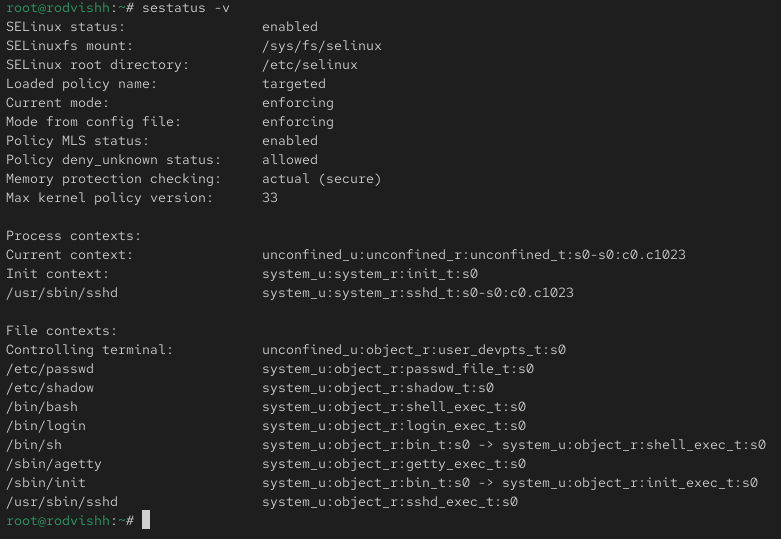 root@rodvishh:~# sestatus -v
SELinux status: enabled
SELinuxfs mount: /sys/fs/selinux
SELinux root directory: /etc/selinux
Loaded policy name: targeted
Current mode: enforcing
Mode from config file: enforcing
Policy MLS status: enabled
Policy deny_unknown status: allowed
Memory protection checking: actual (secure)
Max kernel policy version: 33
Process contexts:
Current context: unconfined_u:unconfined_r:unconfined_t:s0-s0:c0.c1023
Init context: system_u:system_r:init_t:s0
/usr/sbin/sshd system_u:system_r:sshd_t:s0-s0:c0.c1023
File contexts:
Controlling terminal: unconfined_u:object_r:user_devpts_t:s0
/etc/passwd system_u:object_r:passwd_file_t:s0
/etc/shadow system_u:object_r:shadow_t:s0
/bin/bash system_u:object_r:shell_exec_t:s0
/bin/login system_u:object_r:login_exec_t:s0
/bin/sh system_u:object_r:bin_t:s0 -> system_u:object_r:shell_exec_t:s0
/sbin/agetty system_u:object_r:getty_exec_t:s0
/sbin/init system_u:object_r:bin_t:s0 -> system_u:object_r:init_exec_t:s0
/usr/sbin/sshd system_u:object_r:sshd_exec_t:s0
root@rodvishh:~#